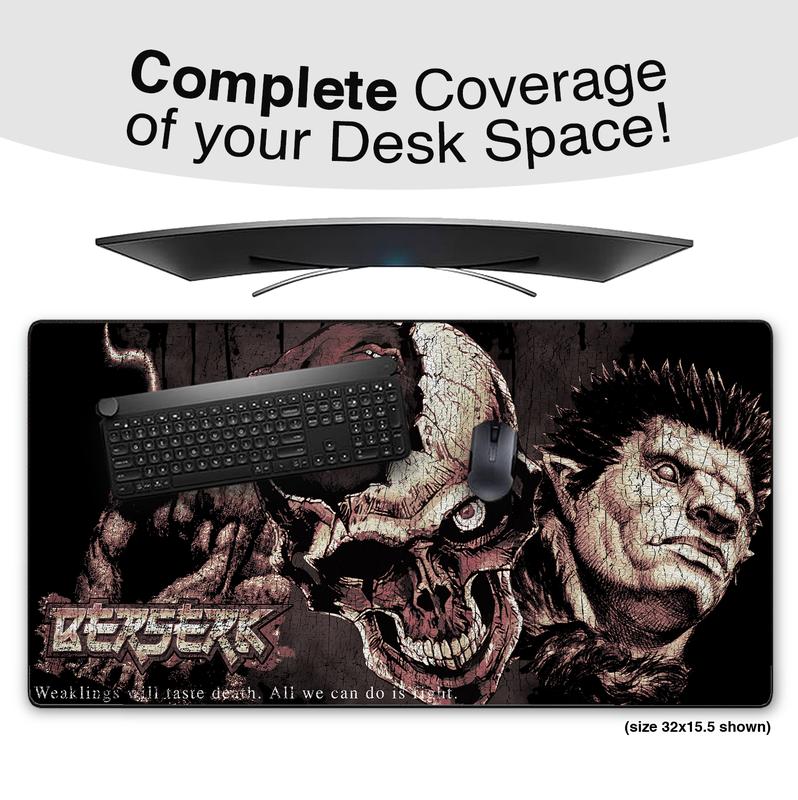 Complete Coverage
of your Desk Space!
BERSERK
Weaklings will taste death. All we can do is fight.
(size 32x15.5 shown)